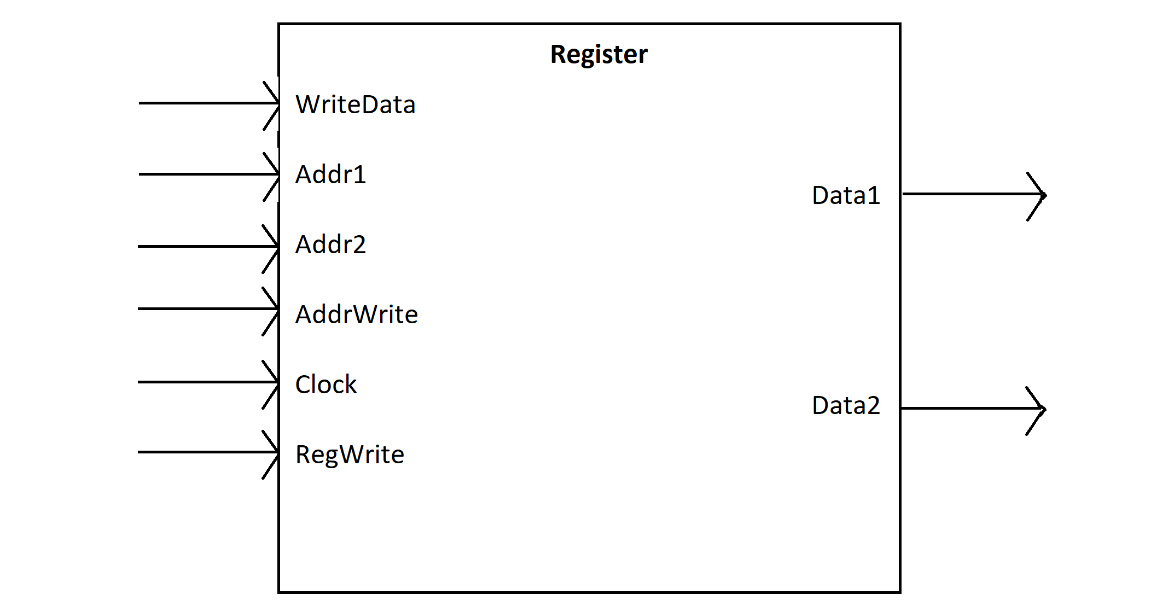 Register
WriteData
Addr1
Addr2
AddrWrite
Clock
RegWrite
Data1
Data2